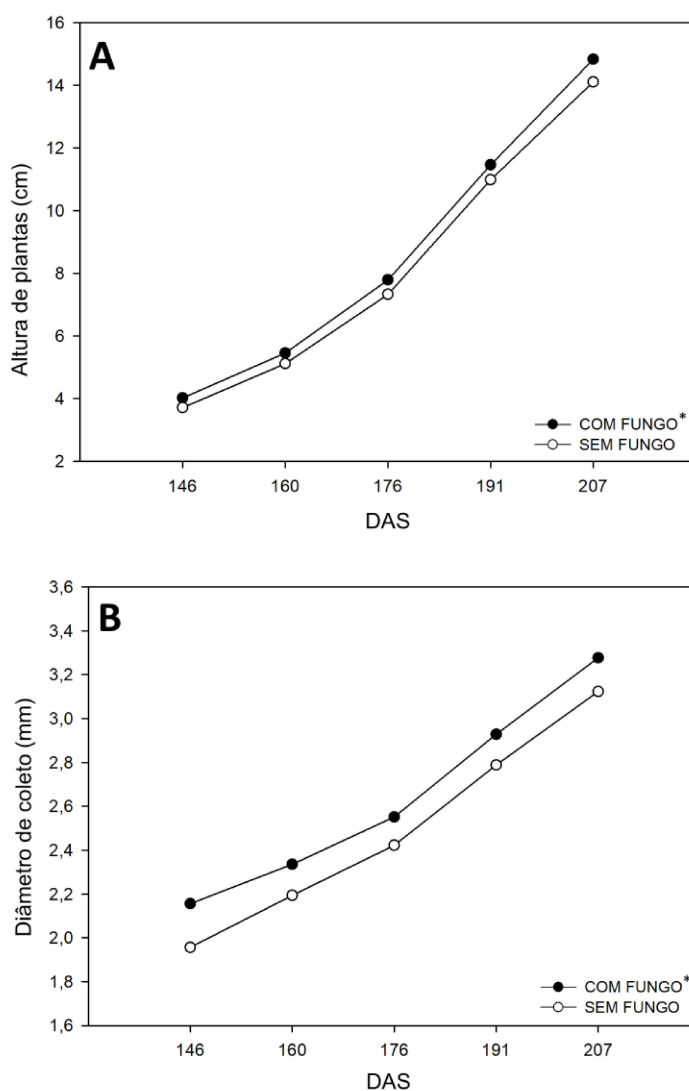 A
16
14
12
10
8
6
4
2
Altura de plantas (cm)
COM FUNGO*
SEM FUNGO
146 160 176 191 207
DAS
B
3,6
3,4
3,2
3,0
2,8
2,6
2,4
2,2
2,0
1,8
1,6
Diâmetro de coleto (mm)
COM FUNGO*
SEM FUNGO
146 160 176 191 207
DAS